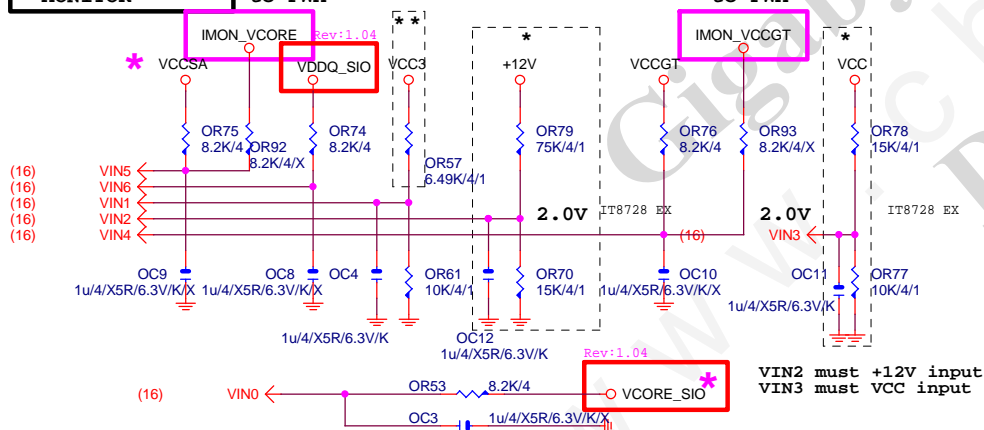 MONITOR
IMON_VCORE
Rev:1.04
**
*
IMON_VCCGT
*
* VCCSA
VDDQ_SIO
VCC3
+12V
VCCGT
VCC
OR75
8.2K/4
OR92
8.2K/4/X
OR74
8.2K/4
OR57
6.49K/4/1
OR79
75K/4/1
OR76
8.2K/4
OR93
8.2K/4/X
OR78
15K/4/1
(16) VIN5
(16) VIN6
(16) VIN1
(16) VIN2
(16) VIN4
2.0V
IT8728 EX
(16) VIN3
2.0V
IT8728 EX
OC9
1u/4/X5R/6.3V/K/X
OC8
1u/4/X5R/6.3V/K/X
OC4
1u/4/X5R/6.3V/K
OR61
10K/4/1
OC12
1u/4/X5R/6.3V/K
OR70
15K/4/1
OC10
1u/4/X5R/6.3V/K/X
OC11
1u/4/X5R/6.3V/K
OR77
10K/4/1
Rev:1.04
(16) VIN0
OR53 8.2K/4
VCORE_SIO *
OC3 1u/4/X5R/6.3V/K/X
VIN2 must +12V input
VIN3 must VCC input